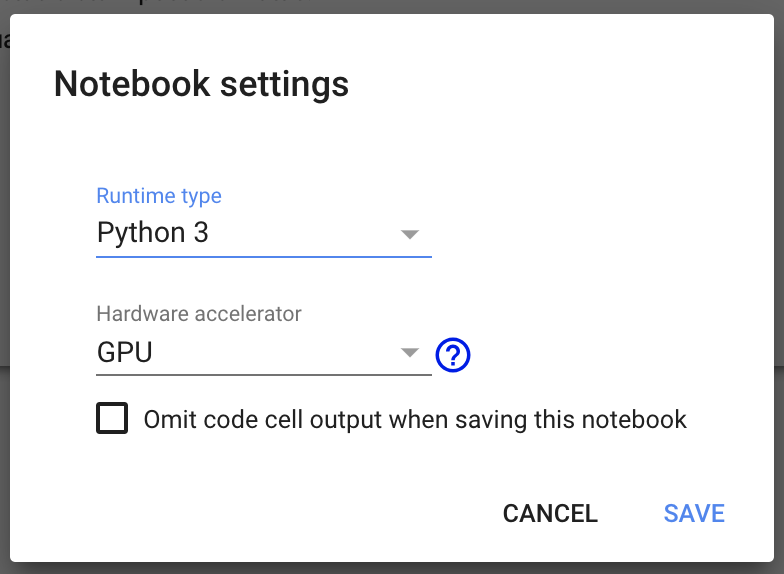 Notebook settings
Runtime type
Python 3
Hardware accelerator
GPU
?
Omit code cell output when saving this notebook
CANCEL SAVE